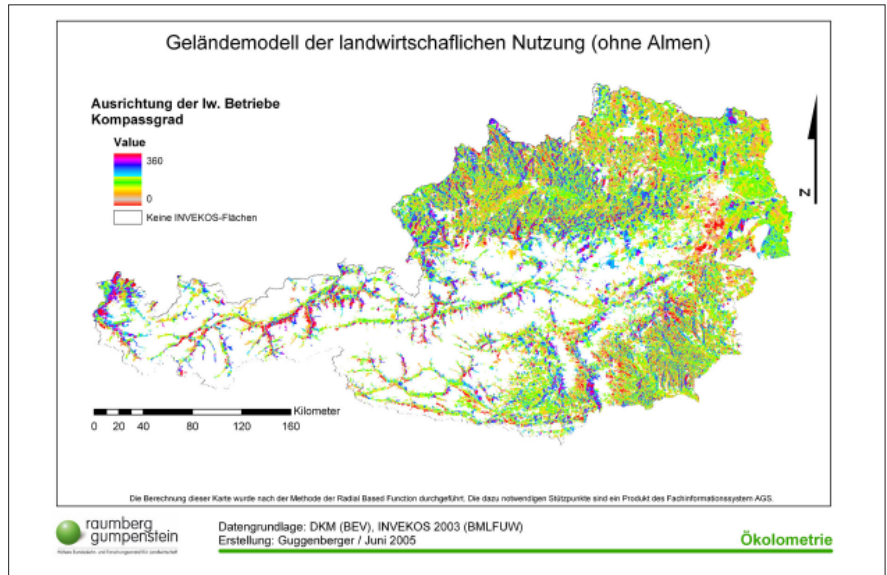 Geländemodell der landwirtschaflichen Nutzung (ohne Almen)
Ausrichtung der lw. Betriebe
Kompassgrad
Value
360
0
Keine INVEKOS-Flächen
N
Kilometer
0 20 40 80 120 160
Die Berechnung dieser Karte wurde nach der Methode der Radial Based Function durchgeführt. Die dazu notwendigen Stützpunkte sind ein Produkt des Fachinformationssystem AGS.
raumberg
gumpenstein
Datengrundlage: DKM (BEV), INVEKOS 2003 (BMLFUW)
Erstellung: Guggenberger / Juni 2005
Ökolometrie